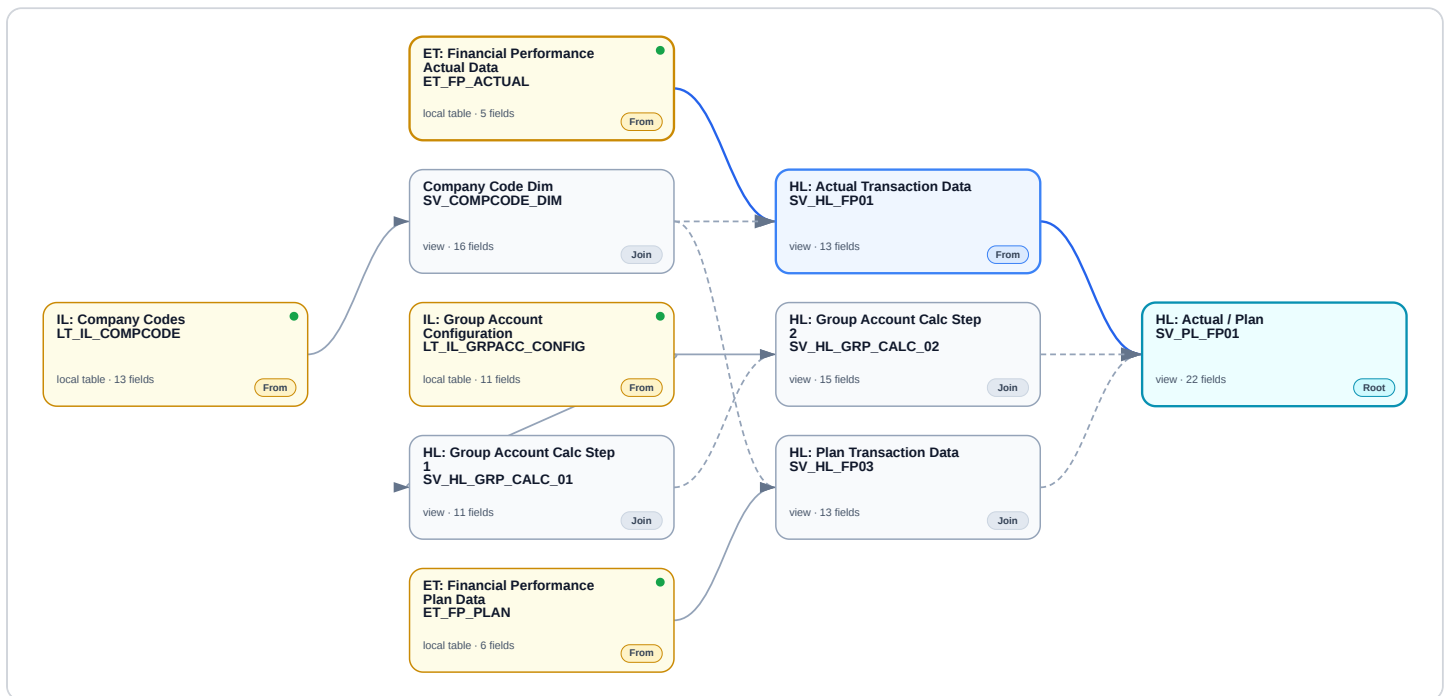 ET: Financial Performance
Actual Data
ET_FP_ACTUAL
local table · 5 fields
From
Company Code Dim
SV_COMPCODE_DIM
view · 16 fields
Join
HL: Actual Transaction Data
SV_HL_FP01
view · 13 fields
From
IL: Company Codes
LT_IL_COMPCODE
local table · 13 fields
From
IL: Group Account
Configuration
LT_IL_GRPACC_CONFIG
local table · 11 fields
From
HL: Group Account Calc Step
2
SV_HL_GRP_CALC_02
view · 15 fields
Join
HL: Actual / Plan
SV_PL_FP01
view · 22 fields
Root
HL: Group Account Calc Step
1
SV_HL_GRP_CALC_01
view · 11 fields
Join
HL: Plan Transaction Data
SV_HL_FP03
view · 13 fields
Join
ET: Financial Performance
Plan Data
ET_FP_PLAN
local table · 6 fields
From